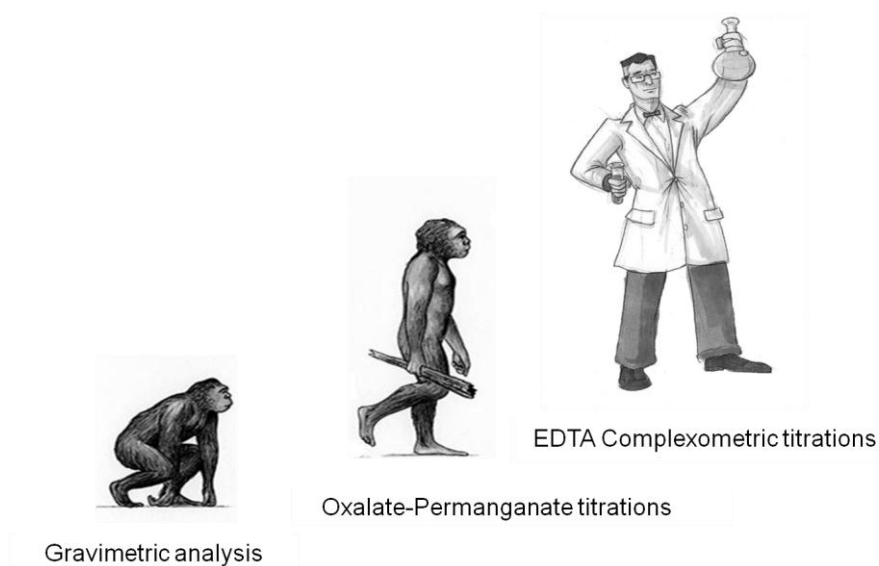 EDTA Complexometric titrations
Oxalate-Permanganate titrations
Gravimetric analysis